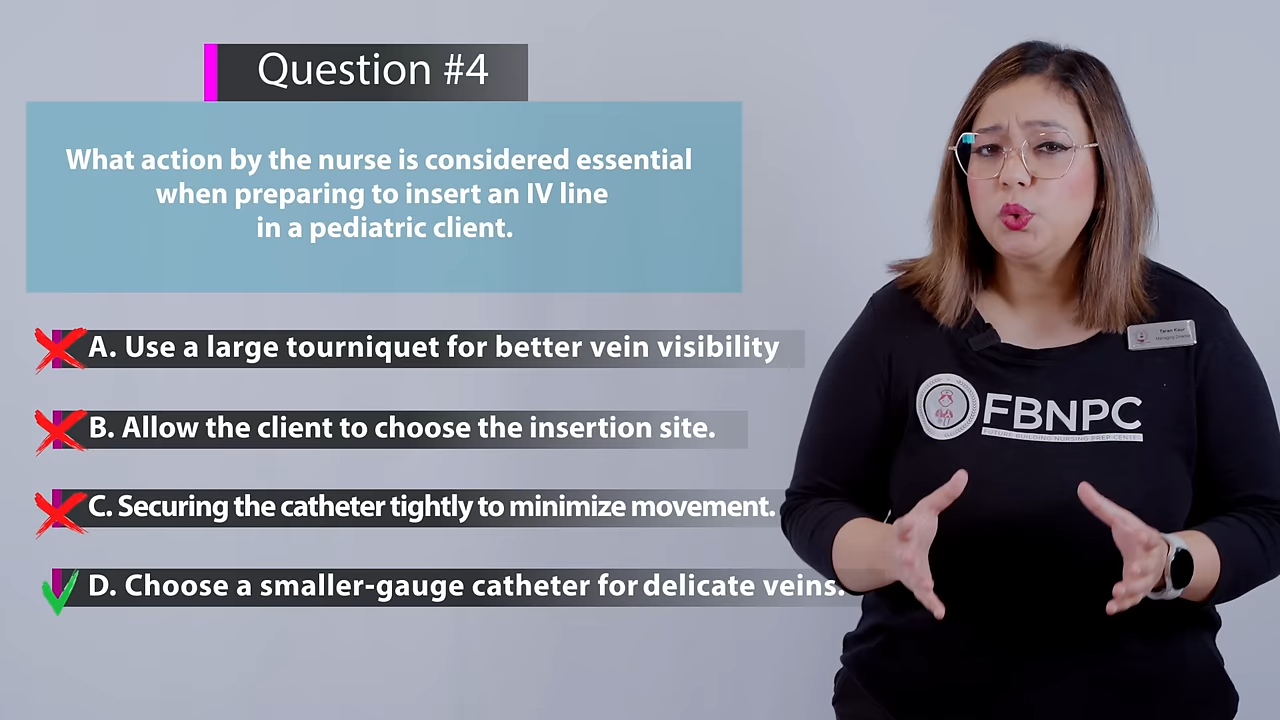 Question #4
What action by the nurse is considered essential
when preparing to insert an IV line
in a pediatric client.
A. Use a large tourniquet for better vein visibility
B. Allow the client to choose the insertion site.
C. Securing the catheter tightly to minimize movement.
D. Choose a smaller-gauge catheter for delicate veins.
Taran Kaur
FBNPC
FUTURE BUILDING NURSING PREP CENTER